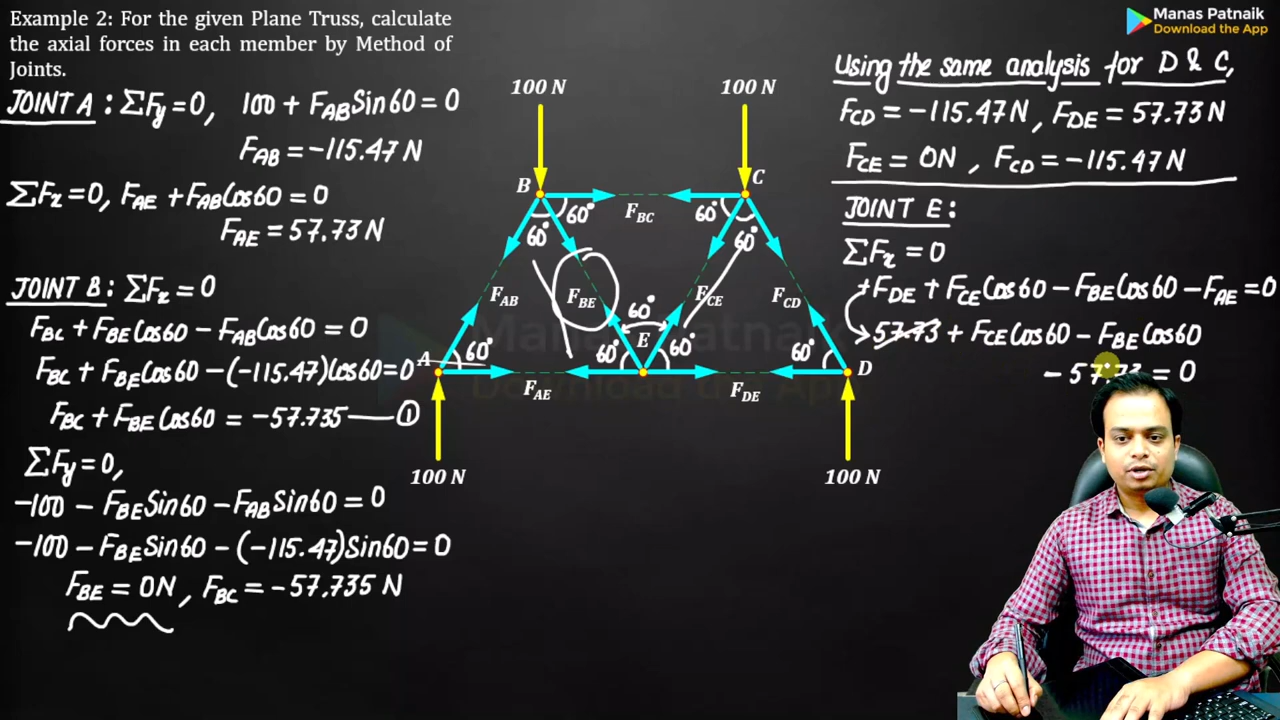 Example 2: For the given Plane Truss, calculate
the axial forces in each member by Method of
Joints.
JOINT A : ΣFy=0, 100 + FAB Sin60 = 0
FAB = -115.47 N
ΣFx=0, FAE + FAB Cos60 = 0
FAE = 57.73 N
JOINT B: ΣFx = 0
FBC + FBE Cos60 - FAB Cos60 = 0
FBC + FBE Cos60 - (-115.47) Cos60 = 0
FBC + FBE Cos60 = -57.735 — ①
ΣFy=0,
-100 - FBE Sin60 - FAB Sin60 = 0
-100 - FBE Sin60 - (-115.47) Sin60 = 0
FBE = 0N, FBC = -57.735 N
100 N
100 N
B
C
60°
60°
FBC
60°
60°
FAB
FBE
FCE
FCD
60°
E
A
60°
60°
60°
60°
D
FAE
FDE
100 N
100 N
Manas Patnaik
Download the App
Using the same analysis for D & C,
FCD = -115.47 N, FDE = 57.73 N
FCE = 0N, FCD = -115.47 N
JOINT E:
ΣFx = 0
+FDE + FCE Cos60 - FBE Cos60 - FAE = 0
57.73 + FCE Cos60 - FBE Cos60
- 57.73 = 0
Download the App